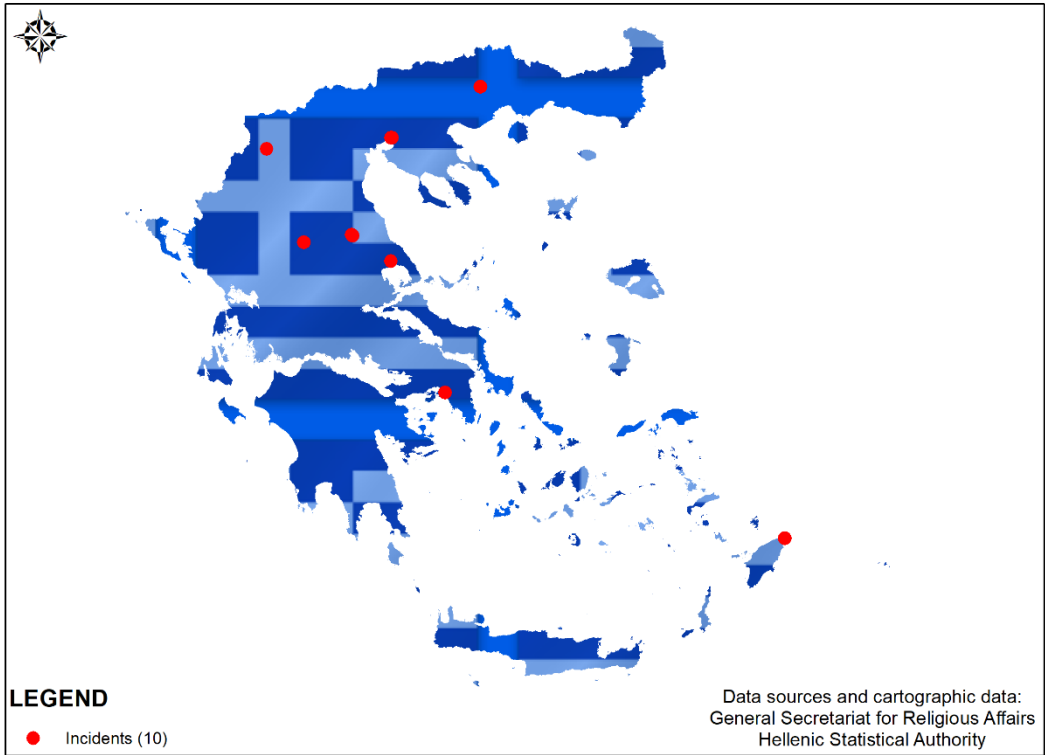 LEGEND
Incidents (10)
Data sources and cartographic data:
General Secretariat for Religious Affairs
Hellenic Statistical Authority